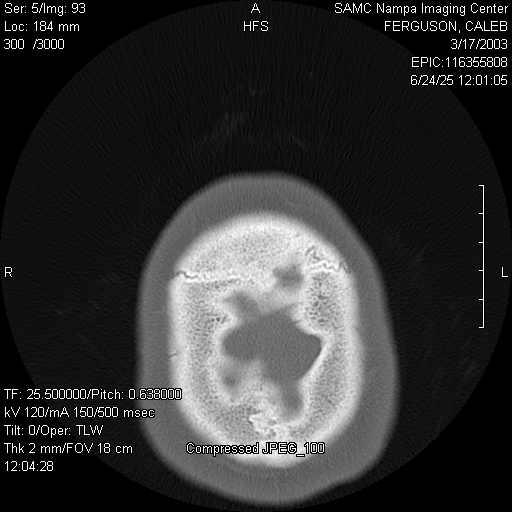 Ser: 5/Img: 93
Loc: 184 mm
300 /3000
A
HFS
SAMC Nampa Imaging Center
FERGUSON, CALEB
3/17/2003
EPIC:116355808
6/24/25 12:01:05
R
L
TF: 25.500000/Pitch: 0.638000
kV 120/mA 150/500 msec
Tilt: 0/Oper: TLW
Thk 2 mm/FOV 18 cm
12:04:28
Compressed JPEG_100